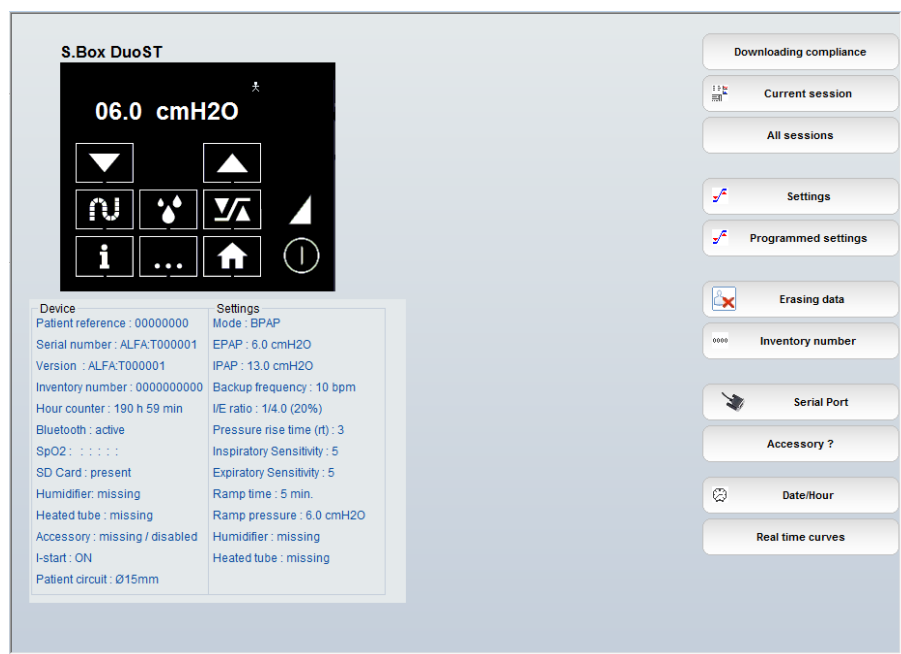 S.Box DuoST
06.0 cmH2O
i
...
Device
Patient reference : 00000000
Serial number : ALFA:T000001
Version : ALFA:T000001
Inventory number : 0000000000
Hour counter : 190 h 59 min
Bluetooth : active
SpO2 : : : : : :
SD Card : present
Humidifier: missing
Heated tube : missing
Accessory : missing / disabled
I-start : ON
Patient circuit : Ø15mm
Settings
Mode : BPAP
EPAP : 6.0 cmH2O
IPAP : 13.0 cmH2O
Backup frequency : 10 bpm
I/E ratio : 1/4.0 (20%)
Pressure rise time (rt) : 3
Inspiratory Sensitivity : 5
Expiratory Sensitivity : 5
Ramp time : 5 min.
Ramp pressure : 6.0 cmH2O
Humidifier : missing
Heated tube : missing
Downloading compliance
Current session
All sessions
Settings
Programmed settings
Erasing data
0000 Inventory number
Serial Port
Accessory ?
Date/Hour
Real time curves